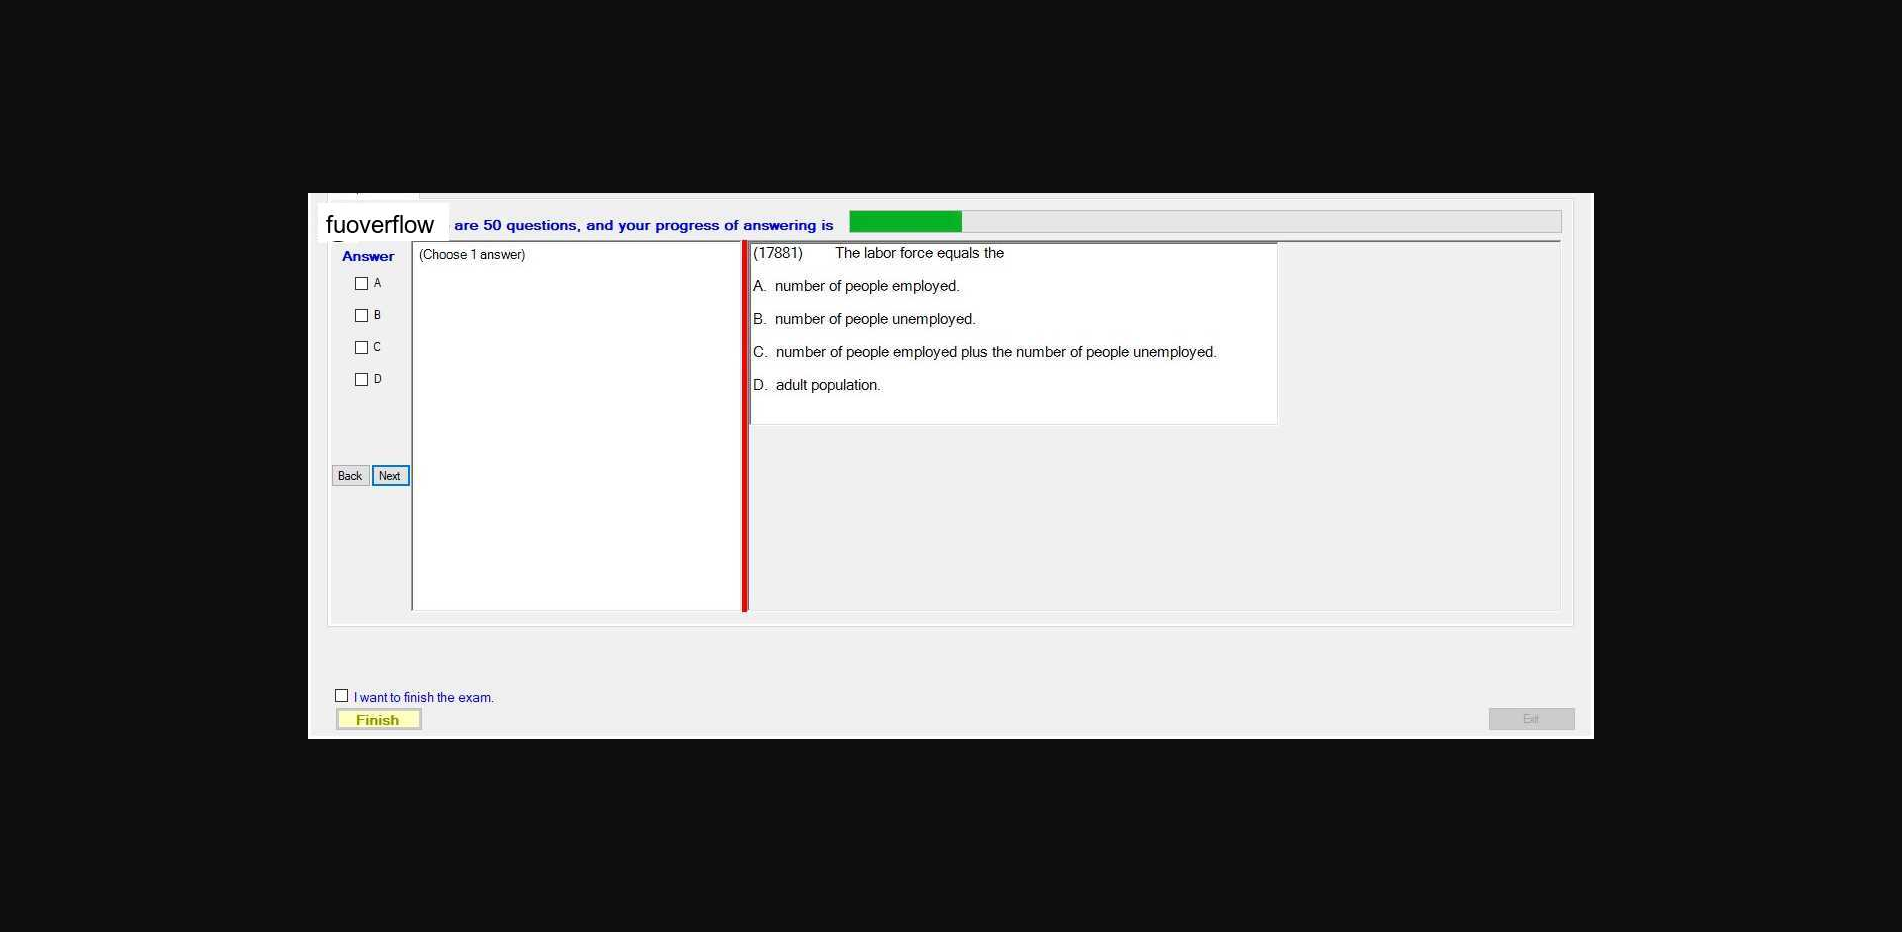 fuoverflow are 50 questions, and your progress of answering is
Answer
(Choose 1 answer)
A
B
C
D
Back Next
(17881) The labor force equals the
A. number of people employed.
B. number of people unemployed.
C. number of people employed plus the number of people unemployed.
D. adult population.
I want to finish the exam.
Finish
Exit